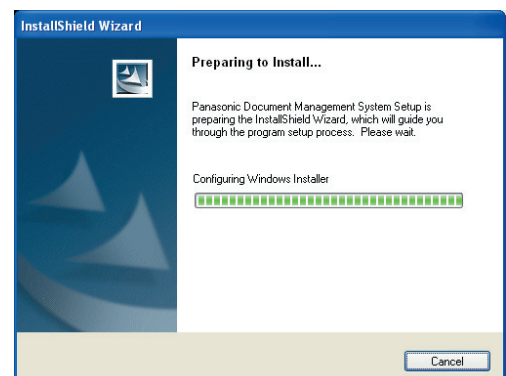 InstallShield Wizard
Preparing to Install...
Panasonic Document Management System Setup is
preparing the InstallShield Wizard, which will guide you
through the program setup process. Please wait.
Configuring Windows Installer
Cancel